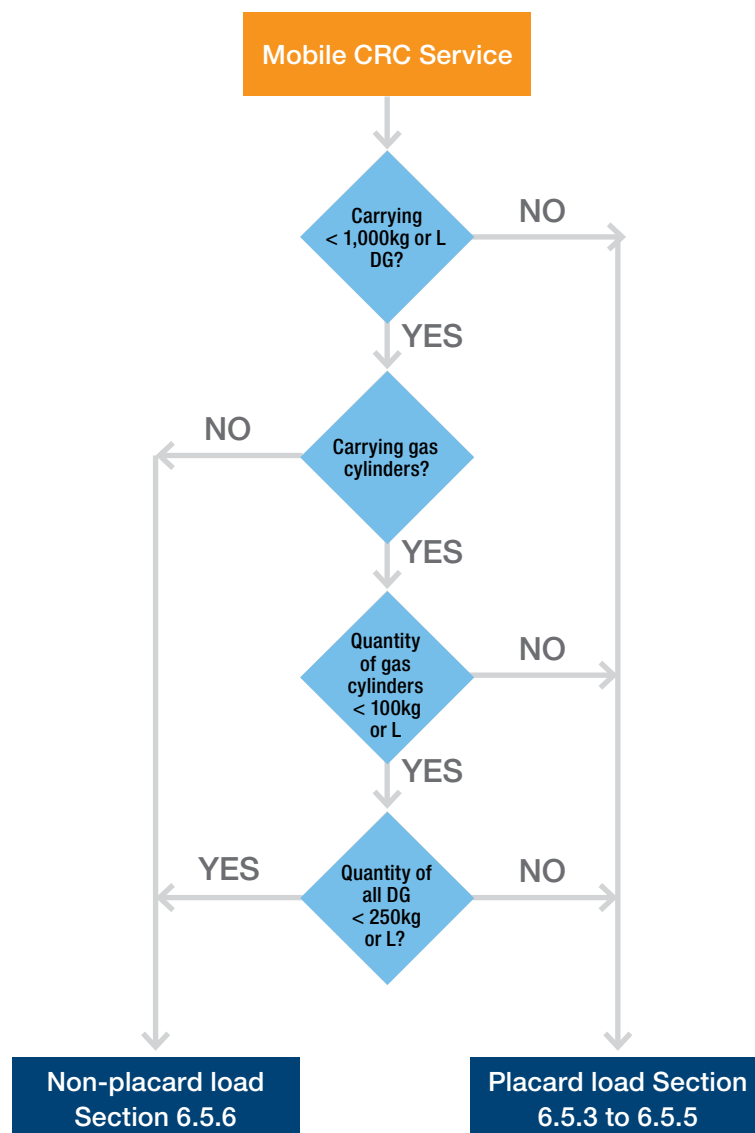 Mobile CRC Service
Carrying
< 1,000kg or L
DG?
NO
YES
NO
Carrying gas
cylinders?
YES
Quantity
of gas
cylinders
< 100kg
or L
NO
YES
YES
Quantity of
all DG
< 250kg
or L?
NO
Non-placard load
Section 6.5.6
Placard load Section
6.5.3 to 6.5.5